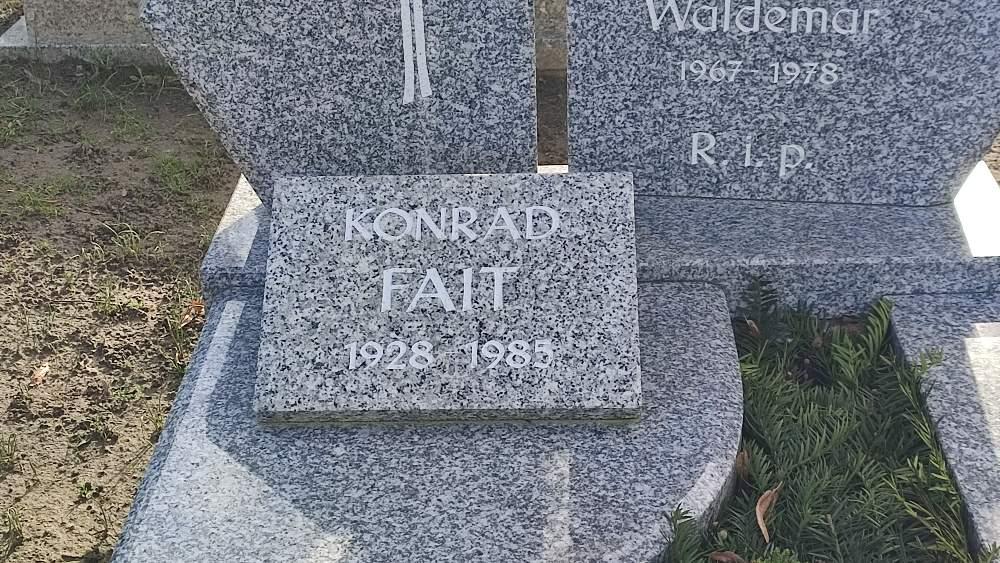 Waldemar
1967 - 1978
R. i. p.
KONRAD
FAIT
1928 - 1985